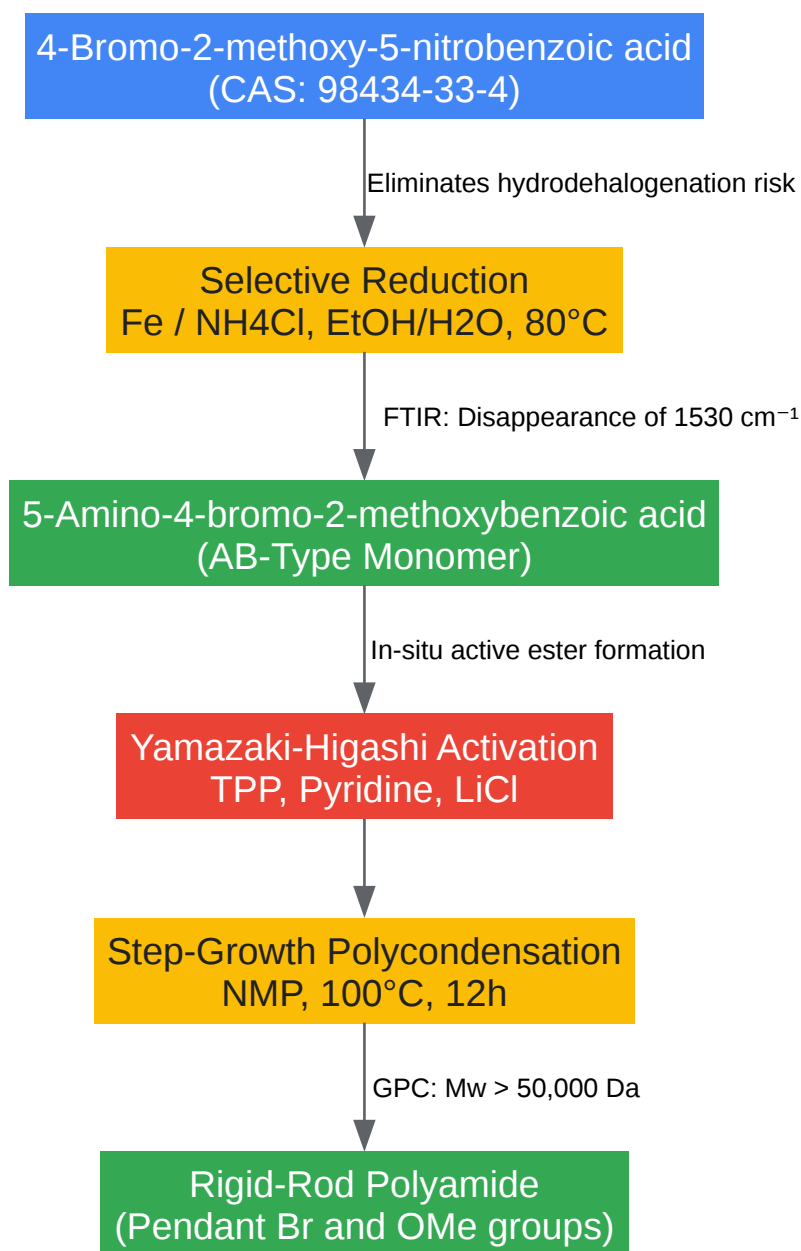 4-Bromo-2-methoxy-5-nitrobenzoic acid
(CAS: 98434-33-4)
Eliminates hydrodehalogenation risk
Selective Reduction
Fe / NH4Cl, EtOH/H2O, 80°C
FTIR: Disappearance of 1530 cm⁻¹
5-Amino-4-bromo-2-methoxybenzoic acid
(AB-Type Monomer)
In-situ active ester formation
Yamazaki-Higashi Activation
TPP, Pyridine, LiCl
Step-Growth Polycondensation
NMP, 100°C, 12h
GPC: Mw > 50,000 Da
Rigid-Rod Polyamide
(Pendant Br and OMe groups)